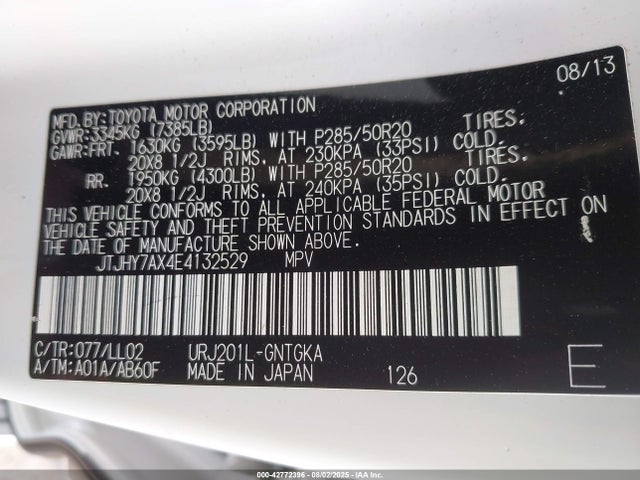 08/13
MFD.BY:TOYOTA MOTOR CORPORATION
GVWR:3345KG (7385LB)
GAWR:FRT. 1630KG (3595LB) WITH P285/50R20 TIRES,
20X8 1/2J RIMS, AT 230KPA (33PSI) COLD.
RR. 1950KG (4300LB) WITH P285/50R20 TIRES,
20X8 1/2J RIMS, AT 240KPA (35PSI) COLD.
THIS VEHICLE CONFORMS TO ALL APPLICABLE FEDERAL MOTOR
VEHICLE SAFETY AND THEFT PREVENTION STANDARDS IN EFFECT ON
THE DATE OF MANUFACTURE SHOWN ABOVE.
JTJHY7AX4E4132529 MPV
C/TR:077/LL02 URJ201L-GNTGKA
A/TM:A01A/AB60F MADE IN JAPAN 126 E
000-42772396 - 08/02/2025 - IAA Inc.